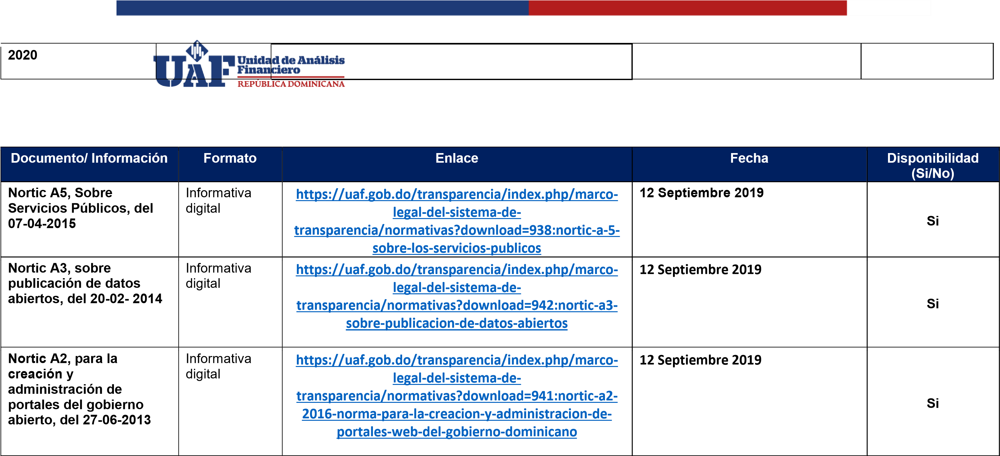 2020
UAF
Unidad de Análisis
Financiero
REPÚBLICA DOMINICANA
Documento/ Información
Formato
Enlace
Fecha
Disponibilidad
(Si/No)
Nortic A5, Sobre
Servicios Públicos, del
07-04-2015
Informativa
digital
https://uaf.gob.do/transparencia/index.php/marco-
legal-del-sistema-de-
transparencia/normativas?download=938:nortic-a-5-
sobre-los-servicios-publicos
12 Septiembre 2019
Si
Nortic A3, sobre
publicación de datos
abiertos, del 20-02- 2014
Informativa
digital
https://uaf.gob.do/transparencia/index.php/marco-
legal-del-sistema-de-
transparencia/normativas?download=942:nortic-a3-
sobre-publicacion-de-datos-abiertos
12 Septiembre 2019
Si
Nortic A2, para la
creación y
administración de
portales del gobierno
abierto, del 27-06-2013
Informativa
digital
https://uaf.gob.do/transparencia/index.php/marco-
legal-del-sistema-de-
transparencia/normativas?download=941:nortic-a2-
2016-norma-para-la-creacion-y-administracion-de-
portales-web-del-gobierno-dominicano
12 Septiembre 2019
Si